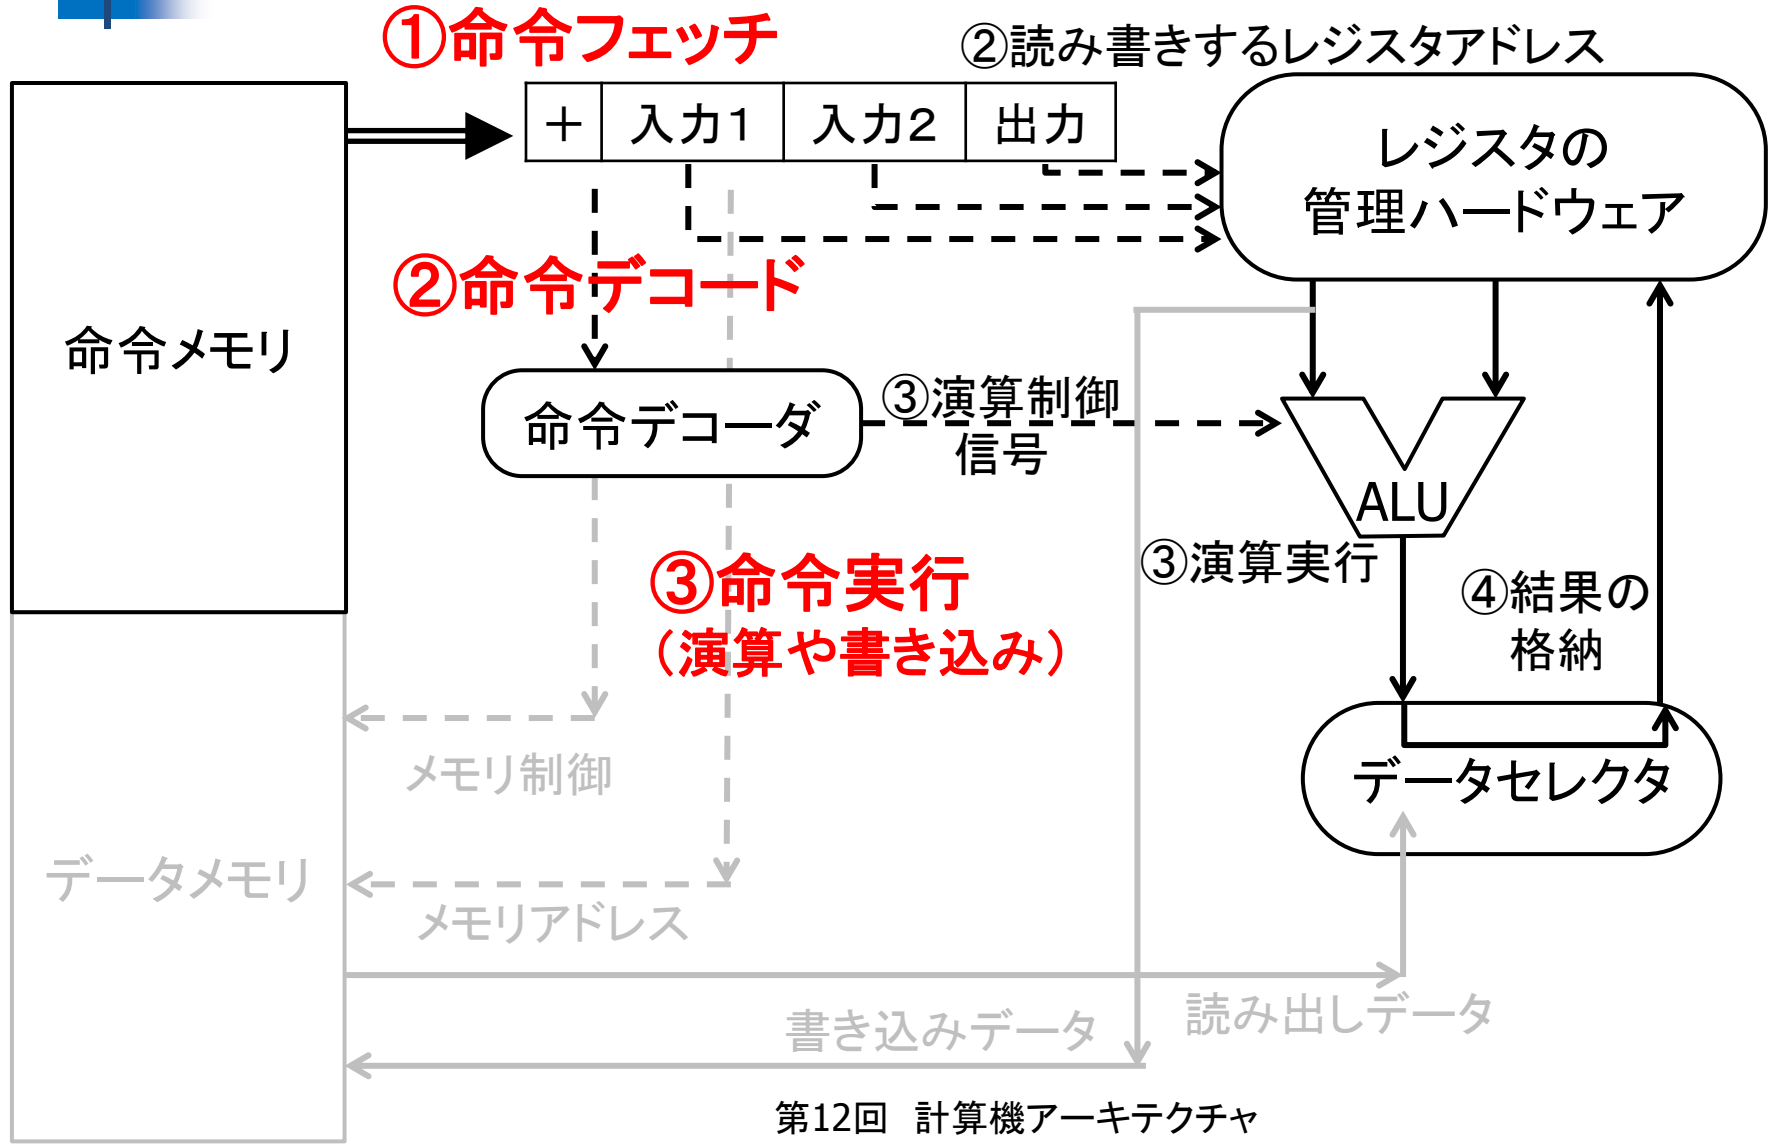 ①命令フェッチ
②読み書きするレジスタアドレス
＋ 入力1 入力2 出力
レジスタの
管理ハードウェア
②命令デコード
命令メモリ
命令デコーダ
③演算制御
信号
ALU
③演算実行
③命令実行
（演算や書き込み）
④結果の
格納
メモリ制御
データセレクタ
データメモリ
メモリアドレス
読み出しデータ
書き込みデータ
第12回 計算機アーキテクチャ